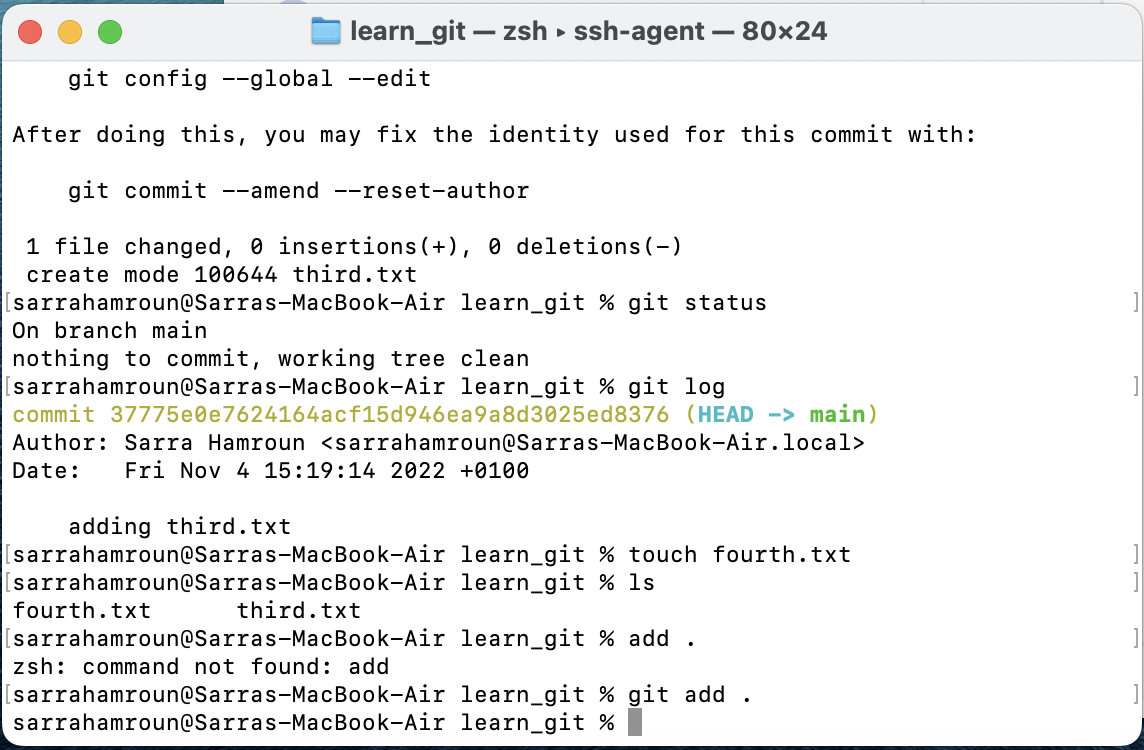 learn_git — zsh ▸ ssh-agent — 80×24
git config --global --edit
After doing this, you may fix the identity used for this commit with:
git commit --amend --reset-author
1 file changed, 0 insertions(+), 0 deletions(-)
create mode 100644 third.txt
[sarrahamroun@Sarras-MacBook-Air learn_git % git status ]
On branch main
nothing to commit, working tree clean
[sarrahamroun@Sarras-MacBook-Air learn_git % git log ]
commit 37775e0e7624164acf15d946ea9a8d3025ed8376 (HEAD -> main)
Author: Sarra Hamroun <sarrahamroun@Sarras-MacBook-Air.local>
Date:   Fri Nov 4 15:19:14 2022 +0100
adding third.txt
[sarrahamroun@Sarras-MacBook-Air learn_git % touch fourth.txt ]
[sarrahamroun@Sarras-MacBook-Air learn_git % ls ]
fourth.txt      third.txt
[sarrahamroun@Sarras-MacBook-Air learn_git % add . ]
zsh: command not found: add
[sarrahamroun@Sarras-MacBook-Air learn_git % git add . ]
sarrahamroun@Sarras-MacBook-Air learn_git %